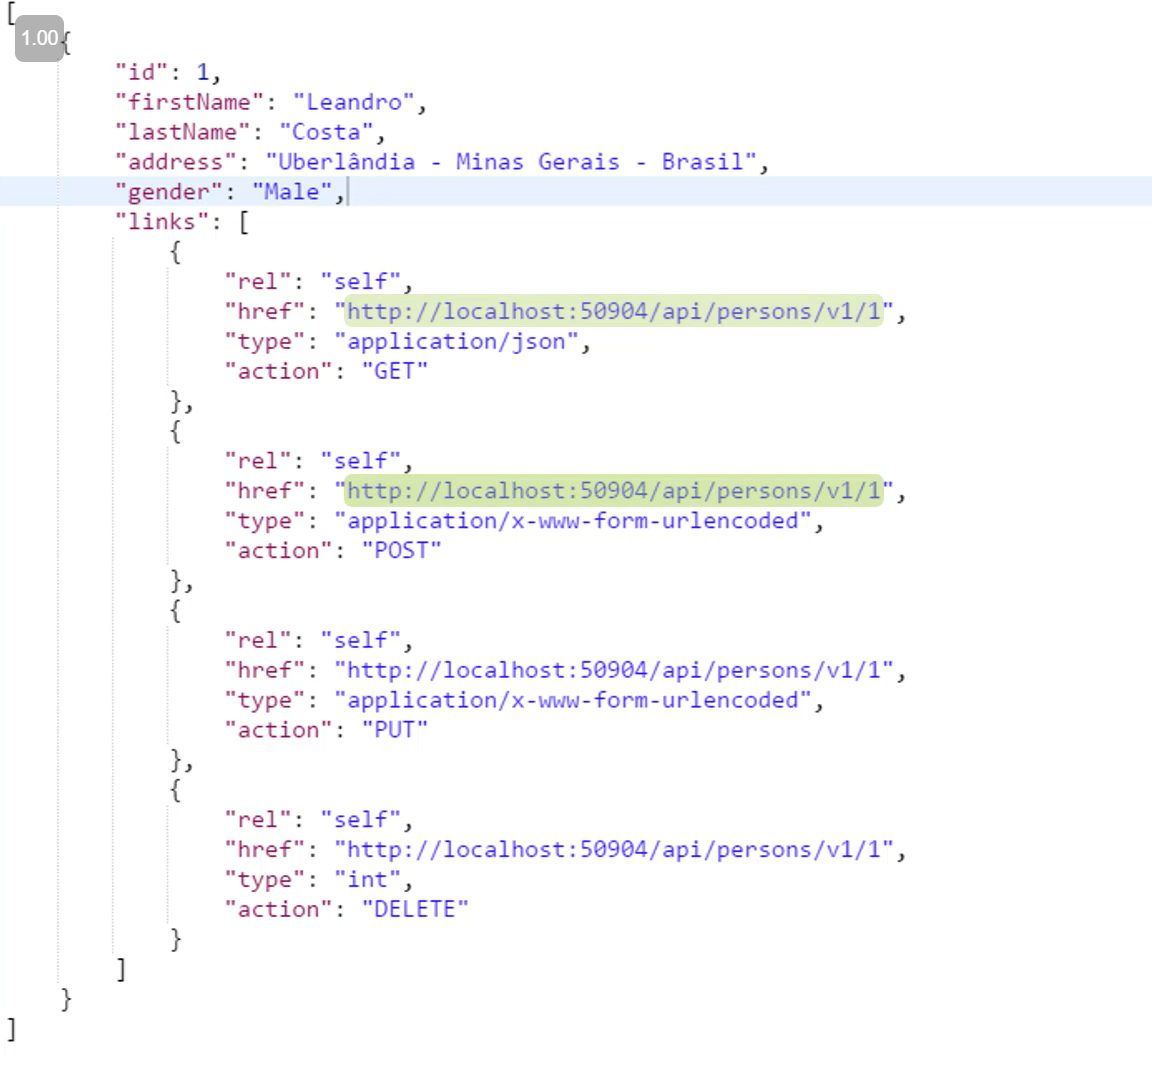 [
1.00
{
"id": 1,
"firstName": "Leandro",
"lastName": "Costa",
"address": "Uberlândia - Minas Gerais - Brasil",
"gender": "Male",
"links": [
{
"rel": "self",
"href": "http://localhost:50904/api/persons/v1/1",
"type": "application/json",
"action": "GET"
},
{
"rel": "self",
"href": "http://localhost:50904/api/persons/v1/1",
"type": "application/x-www-form-urlencoded",
"action": "POST"
},
{
"rel": "self",
"href": "http://localhost:50904/api/persons/v1/1",
"type": "application/x-www-form-urlencoded",
"action": "PUT"
},
{
"rel": "self",
"href": "http://localhost:50904/api/persons/v1/1",
"type": "int",
"action": "DELETE"
}
]
}
]